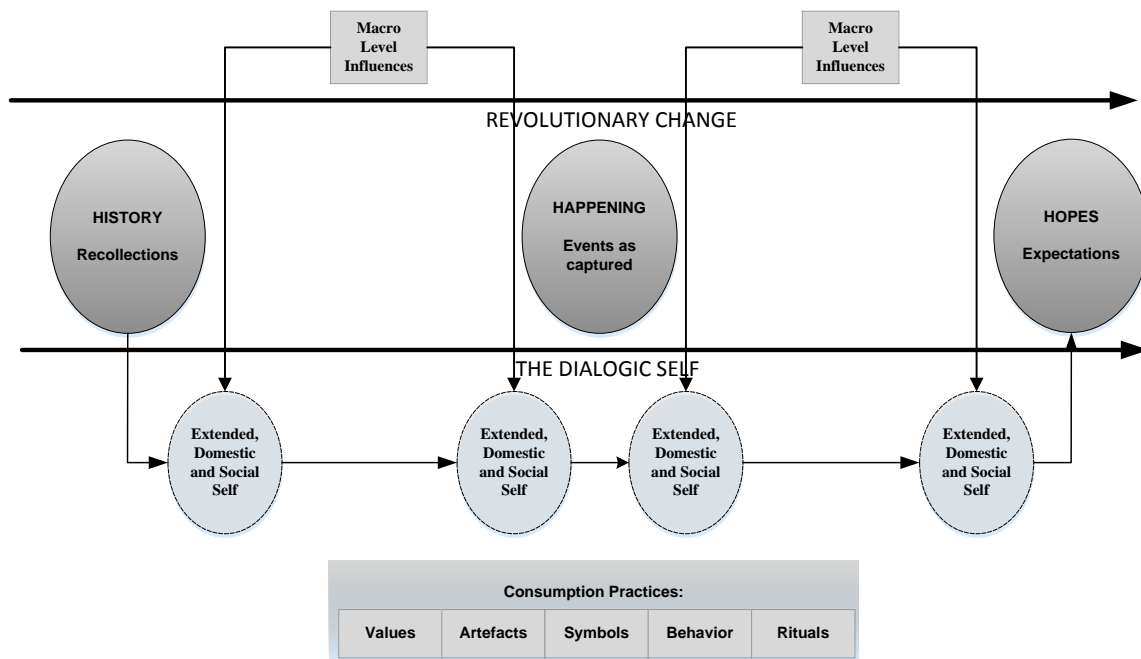 Macro
Level
Influences
Macro
Level
Influences
REVOLUTIONARY CHANGE
HISTORY
Recollections
HAPPENING
Events as
captured
HOPES
Expectations
THE DIALOGIC SELF
Extended,
Domestic
and Social
Self
Extended,
Domestic
and Social
Self
Extended,
Domestic
and Social
Self
Extended,
Domestic
and Social
Self
Consumption Practices:
Values
Artefacts
Symbols
Behavior
Rituals